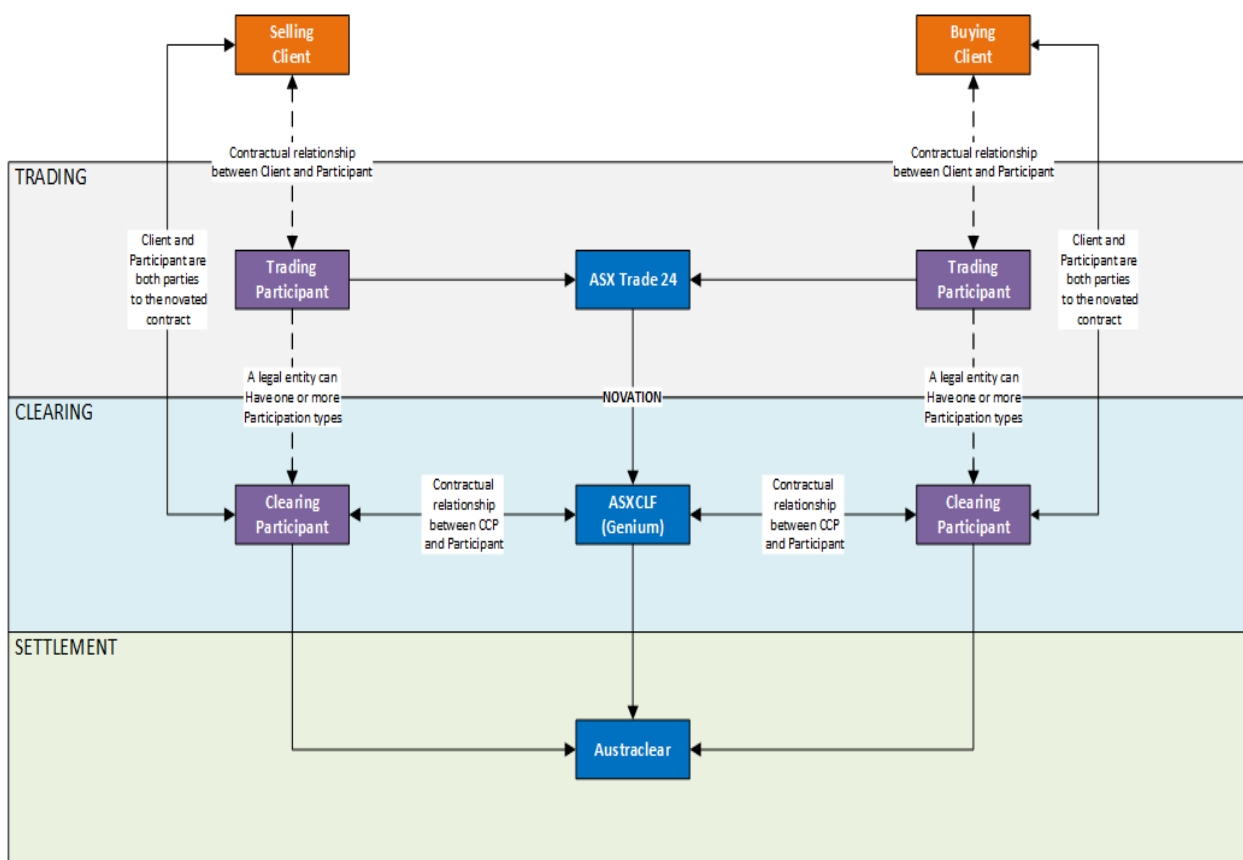 Selling
Client
Buying
Client
Contractual relationship
between Client and Participant
Contractual relationship
between Client and Participant
TRADING
Client and
Participant are
both parties
to the novated
contract
Trading
Participant
ASX Trade 24
Trading
Participant
Client and
Participant are
both parties
to the novated
contract
A legal entity can
Have one or more
Participation types
NOVATION
A legal entity can
Have one or more
Participation types
CLEARING
Clearing
Participant
Contractual
relationship
between CCP
and Participant
ASXCLF
(Genium)
Contractual
relationship
between CCP
and Participant
Clearing
Participant
SETTLEMENT
Austraclear